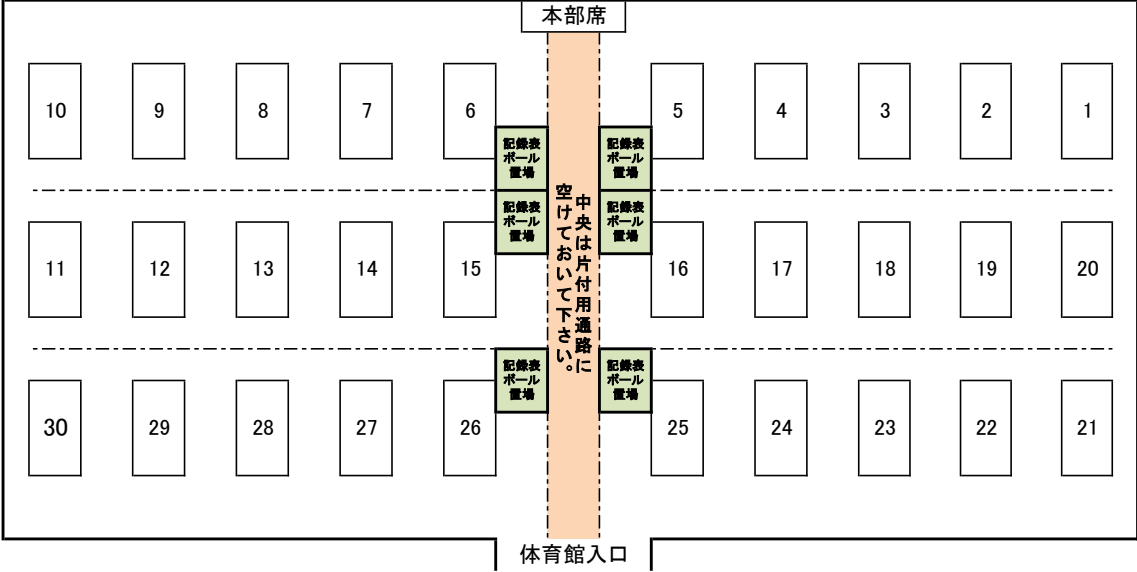 本部席
10 9 8 7 6 5 4 3 2 1
記録表
ボール
置場
記録表
ボール
置場
記録表
ボール
置場
記録表
ボール
置場
中央は片付用通路に
空けておいて下さい。
11 12 13 14 15 16 17 18 19 20
記録表
ボール
置場
記録表
ボール
置場
30 29 28 27 26 25 24 23 22 21
体育館入口